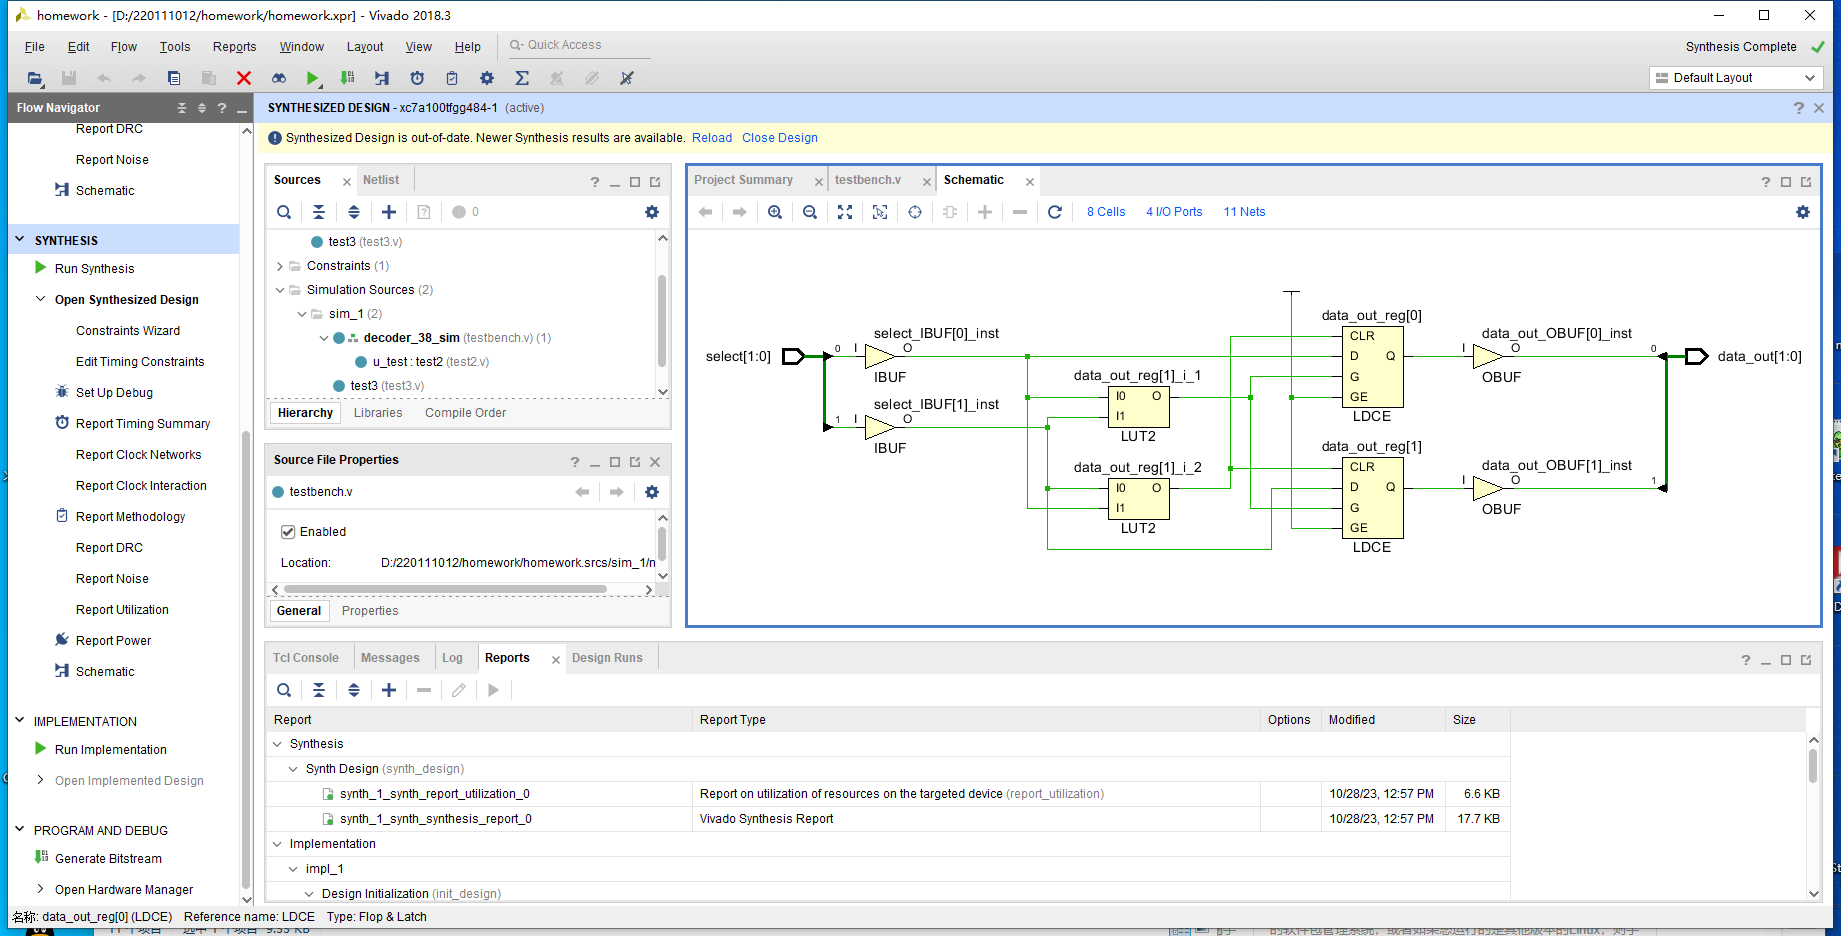 homework - [D:/220111012/homework/homework.xpr] - Vivado 2018.3
File Edit Flow Tools Reports Window Layout View Help Quick Access
Synthesis Complete
Default Layout
Flow Navigator
Report DRC
Report Noise
Schematic
SYNTHESIS
Run Synthesis
Open Synthesized Design
Constraints Wizard
Edit Timing Constraints
Set Up Debug
Report Timing Summary
Report Clock Networks
Report Clock Interaction
Report Methodology
Report DRC
Report Noise
Report Utilization
Report Power
Schematic
IMPLEMENTATION
Run Implementation
Open Implemented Design
PROGRAM AND DEBUG
Generate Bitstream
Open Hardware Manager
SYNTHESIZED DESIGN - xc7a100tfgg484-1 (active)
Synthesized Design is out-of-date. Newer Synthesis results are available. Reload Close Design
Sources Netlist
0
test3 (test3.v)
Constraints (1)
Simulation Sources (2)
sim_1 (2)
decoder_38_sim (testbench.v) (1)
u_test : test2 (test2.v)
test3 (test3.v)
Hierarchy Libraries Compile Order
Source File Properties
testbench.v
Enabled
Location: D:/220111012/homework/homework.srcs/sim_1/n
General Properties
Project Summary testbench.v Schematic
8 Cells 4 I/O Ports 11 Nets
select[1:0]
0
1
select_IBUF[0]_inst
I O
IBUF
select_IBUF[1]_inst
I O
IBUF
data_out_reg[1]_i_1
I0 O
I1
LUT2
data_out_reg[1]_i_2
I0 O
I1
LUT2
data_out_reg[0]
CLR
D Q
G
GE
LDCE
data_out_reg[1]
CLR
D Q
G
GE
LDCE
data_out_OBUF[0]_inst
I O
OBUF
data_out_OBUF[1]_inst
I O
OBUF
0
1
data_out[1:0]
Tcl Console Messages Log Reports Design Runs
Report Report Type Options Modified Size
Synthesis
Synth Design (synth_design)
synth_1_synth_report_utilization_0 Report on utilization of resources on the targeted device (report_utilization) 10/28/23, 12:57 PM 6.6 KB
synth_1_synth_synthesis_report_0 Vivado Synthesis Report 10/28/23, 12:57 PM 17.7 KB
Implementation
impl_1
Design Initialization (init_design)
名称: data_out_reg[0] (LDCE) Reference name: LDCE Type: Flop & Latch